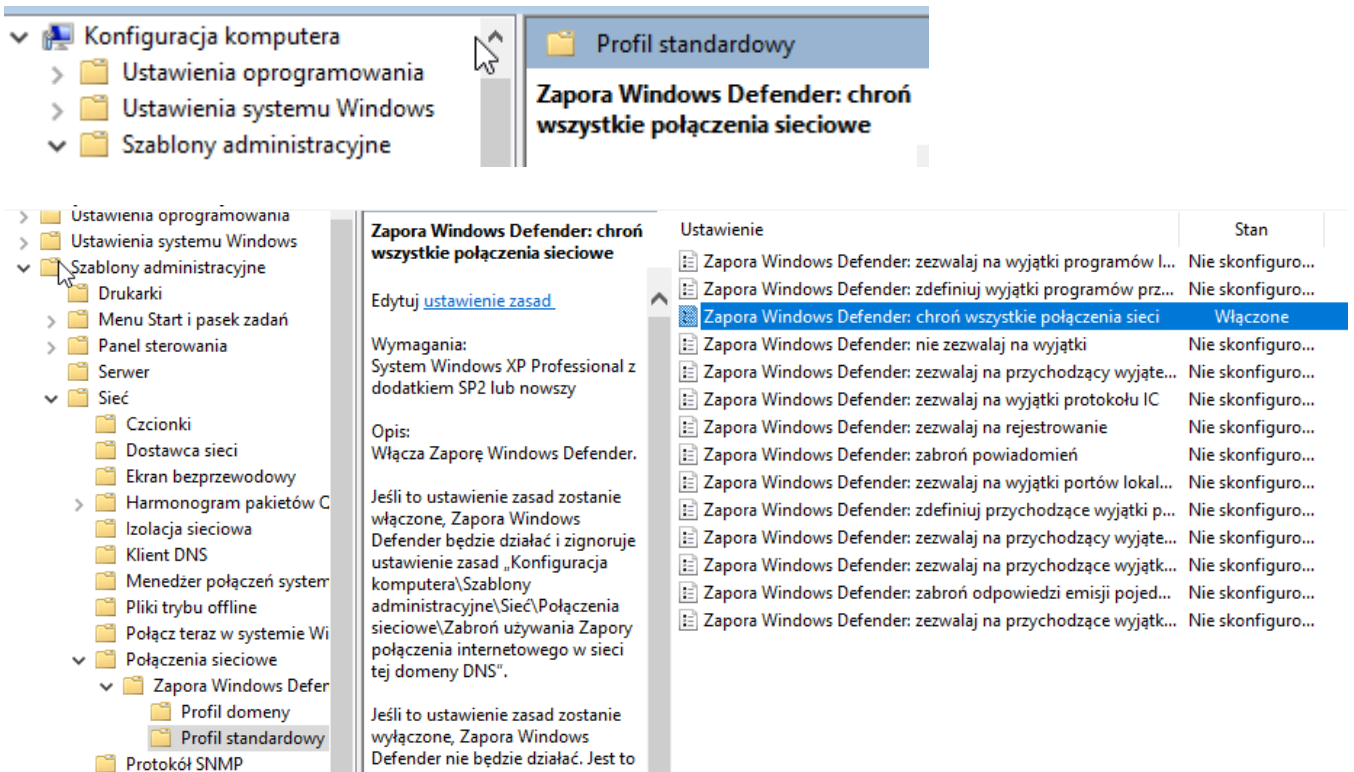 Konfiguracja komputera
Ustawienia oprogramowania
Ustawienia systemu Windows
Szablony administracyjne
Profil standardowy
Zapora Windows Defender: chroń
wszystkie połączenia sieciowe
Ustawienia oprogramowania
Ustawienia systemu Windows
Szablony administracyjne
Drukarki
Menu Start i pasek zadań
Panel sterowania
Serwer
Sieć
Czcionki
Dostawca sieci
Ekran bezprzewodowy
Harmonogram pakietów Q
Izolacja sieciowa
Klient DNS
Menedżer połączeń system
Pliki trybu offline
Połącz teraz w systemie Wi
Połączenia sieciowe
Zapora Windows Defen
Profil domeny
Profil standardowy
Protokół SNMP
Zapora Windows Defender: chroń
wszystkie połączenia sieciowe
Edytuj ustawienie zasad
Wymagania:
System Windows XP Professional z
dodatkiem SP2 lub nowszy
Opis:
Włącza Zaporę Windows Defender.
Jeśli to ustawienie zasad zostanie
włączone, Zapora Windows
Defender będzie działać i zignoruje
ustawienie zasad „Konfiguracja
komputera\Szablony
administracyjne\Sieć\Połączenia
sieciowe\Zabroń używania Zapory
połączenia internetowego w sieci
tej domeny DNS”.
Jeśli to ustawienie zasad zostanie
wyłączone, Zapora Windows
Defender nie będzie działać. Jest to
Ustawienie Stan
Zapora Windows Defender: zezwalaj na wyjątki programów l... Nie skonfiguro...
Zapora Windows Defender: zdefiniuj wyjątki programów prz... Nie skonfiguro...
Zapora Windows Defender: chroń wszystkie połączenia sieci Włączone
Zapora Windows Defender: nie zezwalaj na wyjątki Nie skonfiguro...
Zapora Windows Defender: zezwalaj na przychodzący wyjąte... Nie skonfiguro...
Zapora Windows Defender: zezwalaj na wyjątki protokołu IC Nie skonfiguro...
Zapora Windows Defender: zezwalaj na rejestrowanie Nie skonfiguro...
Zapora Windows Defender: zabroń powiadomień Nie skonfiguro...
Zapora Windows Defender: zezwalaj na wyjątki portów lokal... Nie skonfiguro...
Zapora Windows Defender: zdefiniuj przychodzące wyjątki p... Nie skonfiguro...
Zapora Windows Defender: zezwalaj na przychodzący wyjąte... Nie skonfiguro...
Zapora Windows Defender: zezwalaj na przychodzące wyjątk... Nie skonfiguro...
Zapora Windows Defender: zabroń odpowiedzi emisji pojed... Nie skonfiguro...
Zapora Windows Defender: zezwalaj na przychodzące wyjątk... Nie skonfiguro...